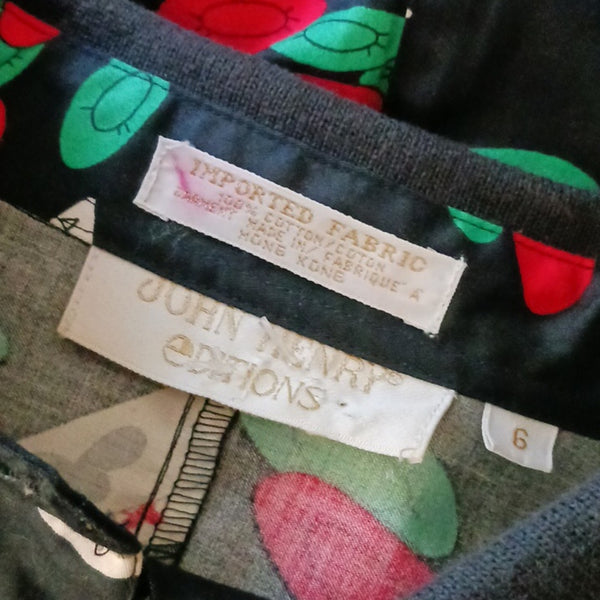 IMPORTED FABRIC
100% COTTON/COTON
GARMENT MADE IN/FABRIQUE A
HONG KONG
JOHN HENRY®
EDITIONS
6